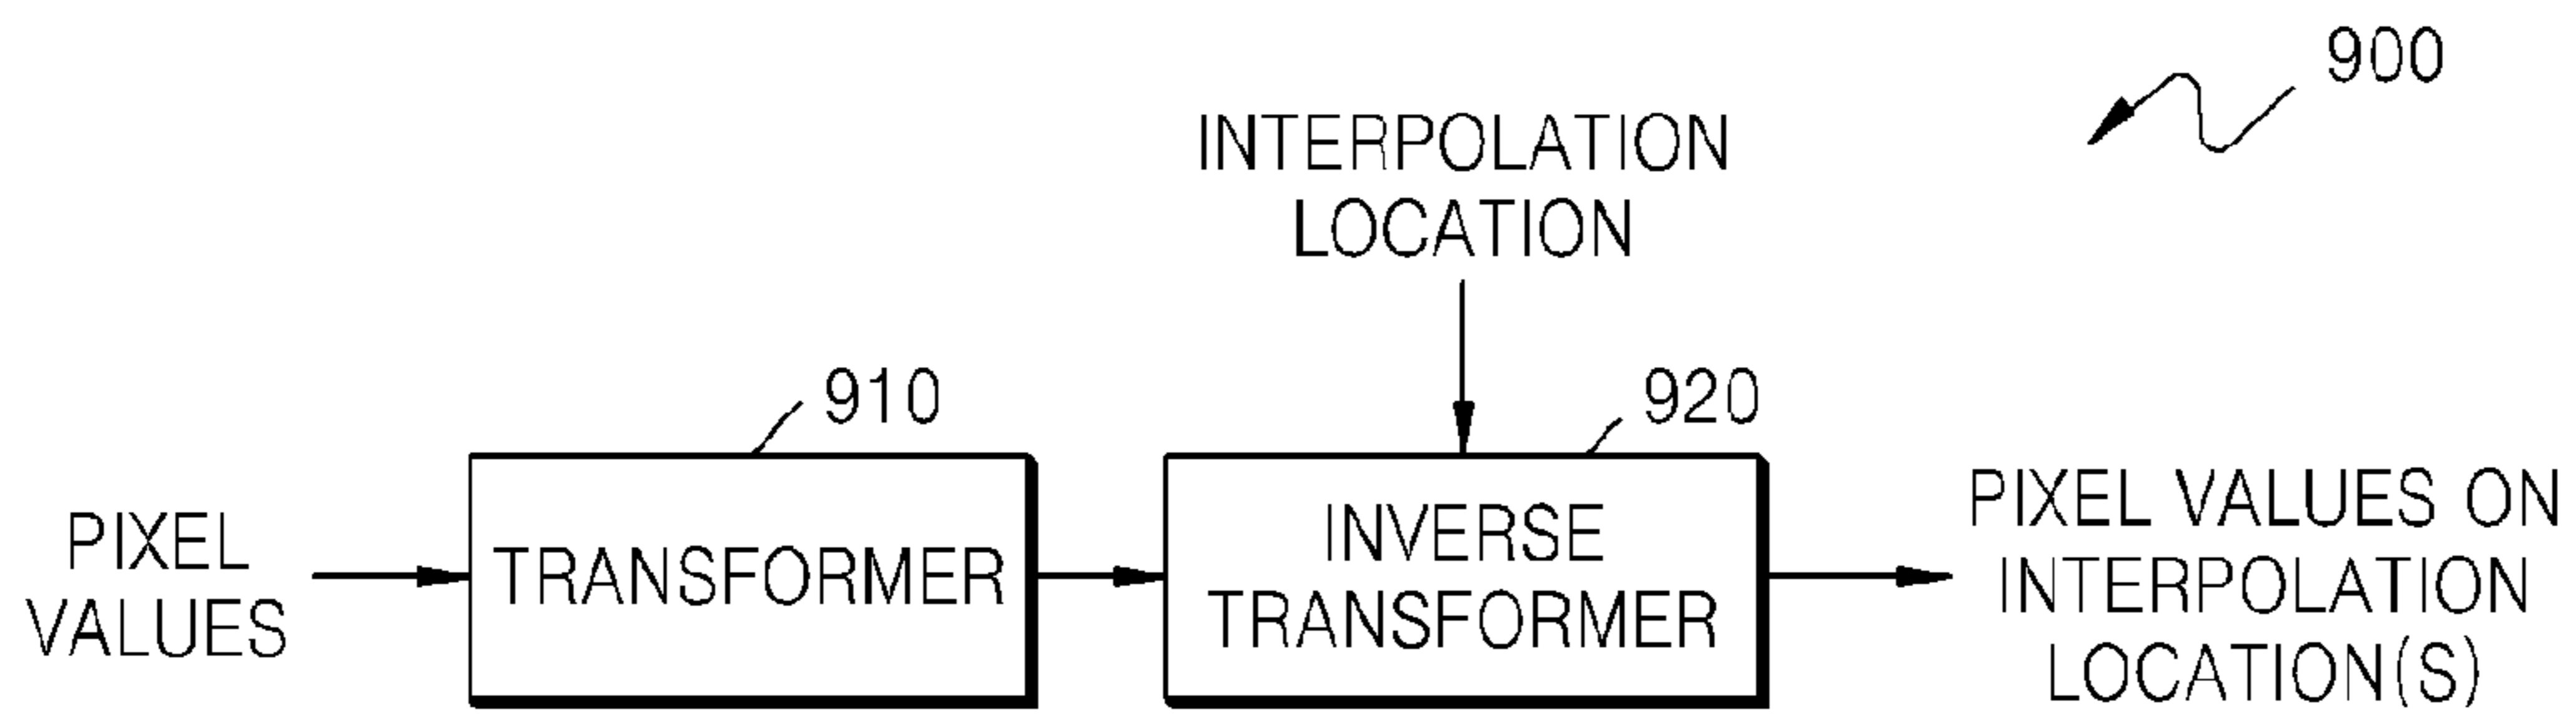 900
INTERPOLATION
LOCATION
910
920
PIXEL
VALUES
TRANSFORMER
INVERSE
TRANSFORMER
PIXEL VALUES ON
INTERPOLATION
LOCATION(S)